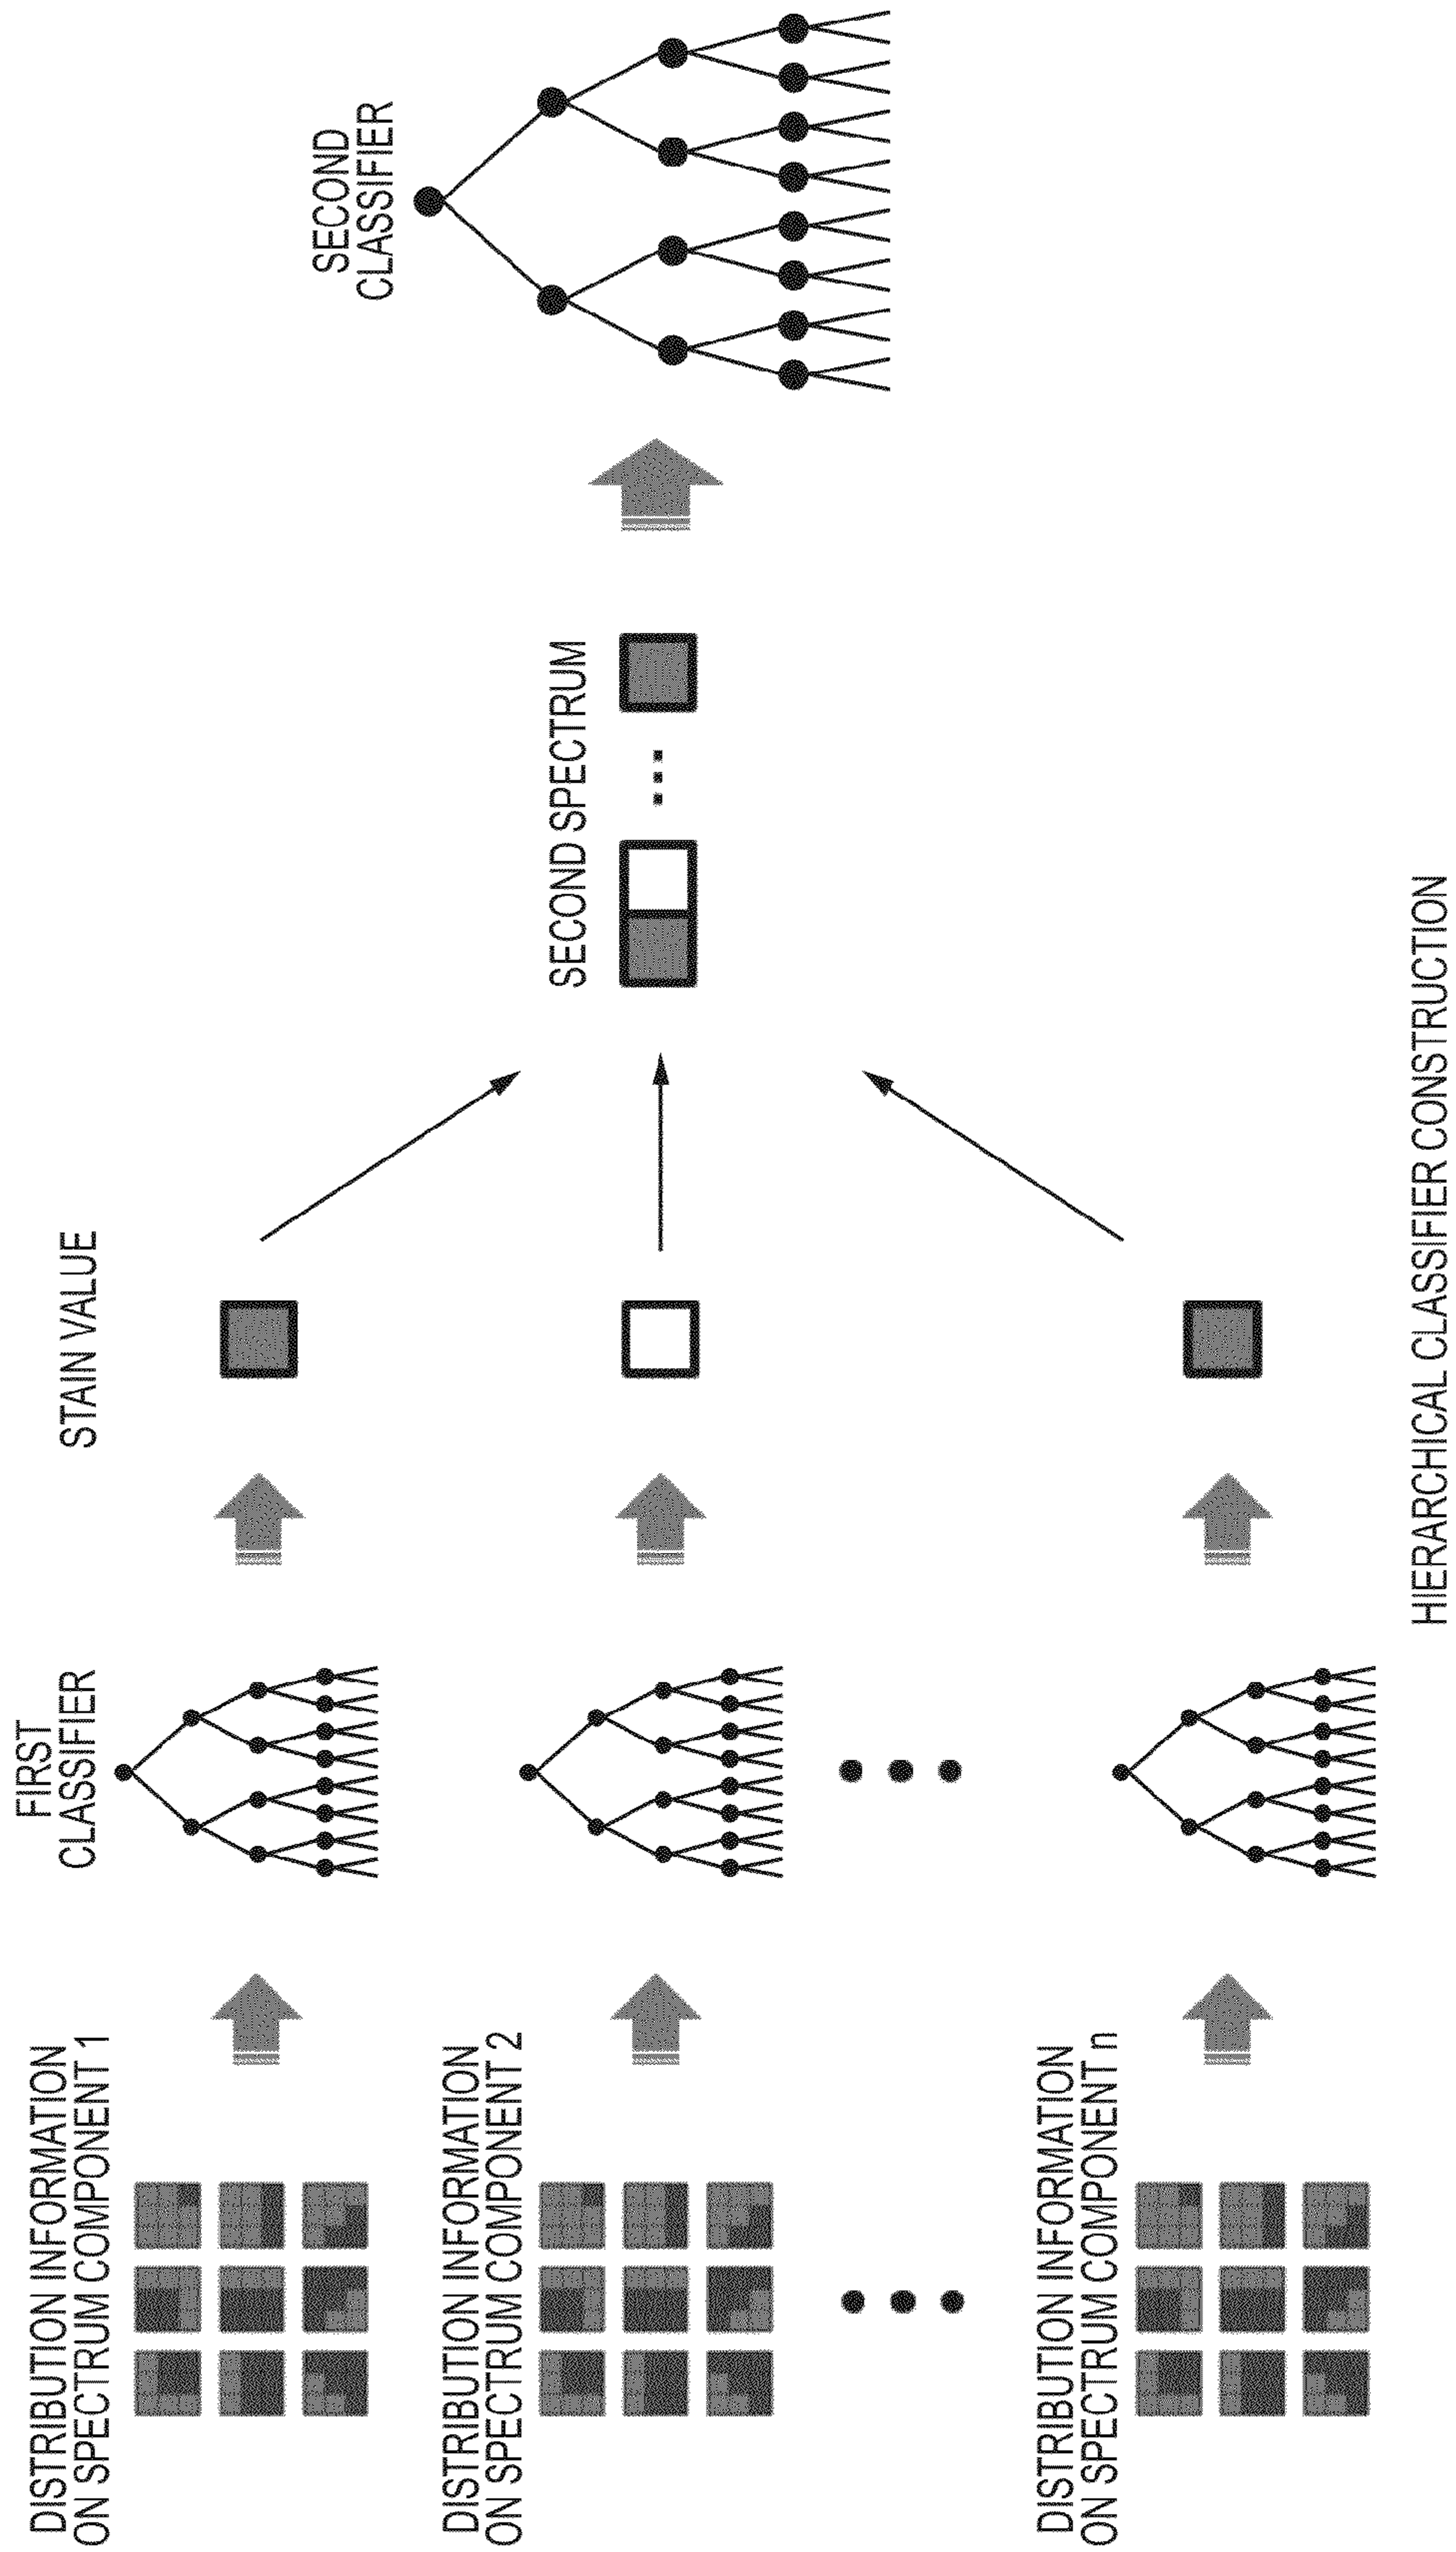 DISTRIBUTION INFORMATION
ON SPECTRUM COMPONENT 1
FIRST
CLASSIFIER
STAIN VALUE
DISTRIBUTION INFORMATION
ON SPECTRUM COMPONENT 2
SECOND SPECTRUM
SECOND
CLASSIFIER
DISTRIBUTION INFORMATION
ON SPECTRUM COMPONENT n
HIERARCHICAL CLASSIFIER CONSTRUCTION